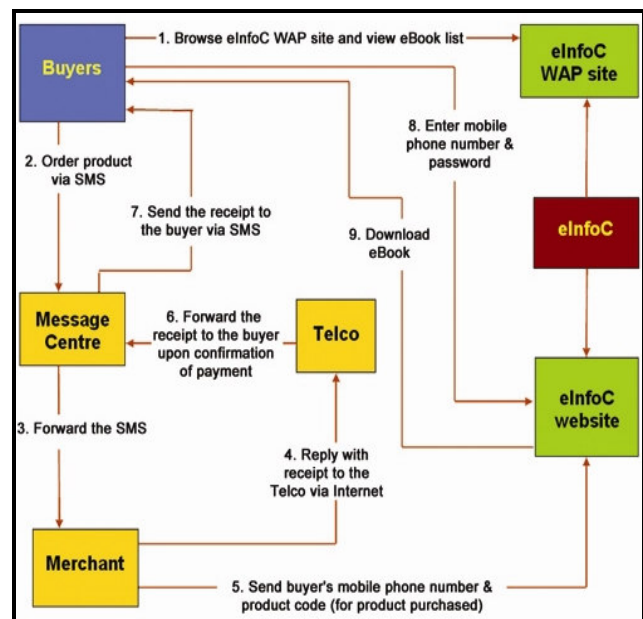 1. Browse eInfoC WAP site and view eBook list
Buyers
eInfoC
WAP site
8. Enter mobile
phone number &
password
2. Order product
via SMS
7. Send the receipt to
the buyer via SMS
9. Download
eBook
eInfoC
Message
Centre
6. Forward the
receipt to the buyer
upon confirmation
of payment
Telco
eInfoC
website
3. Forward the SMS
4. Reply with
receipt to the
Telco via Internet
Merchant
5. Send buyer's mobile phone number &
product code (for product purchased)